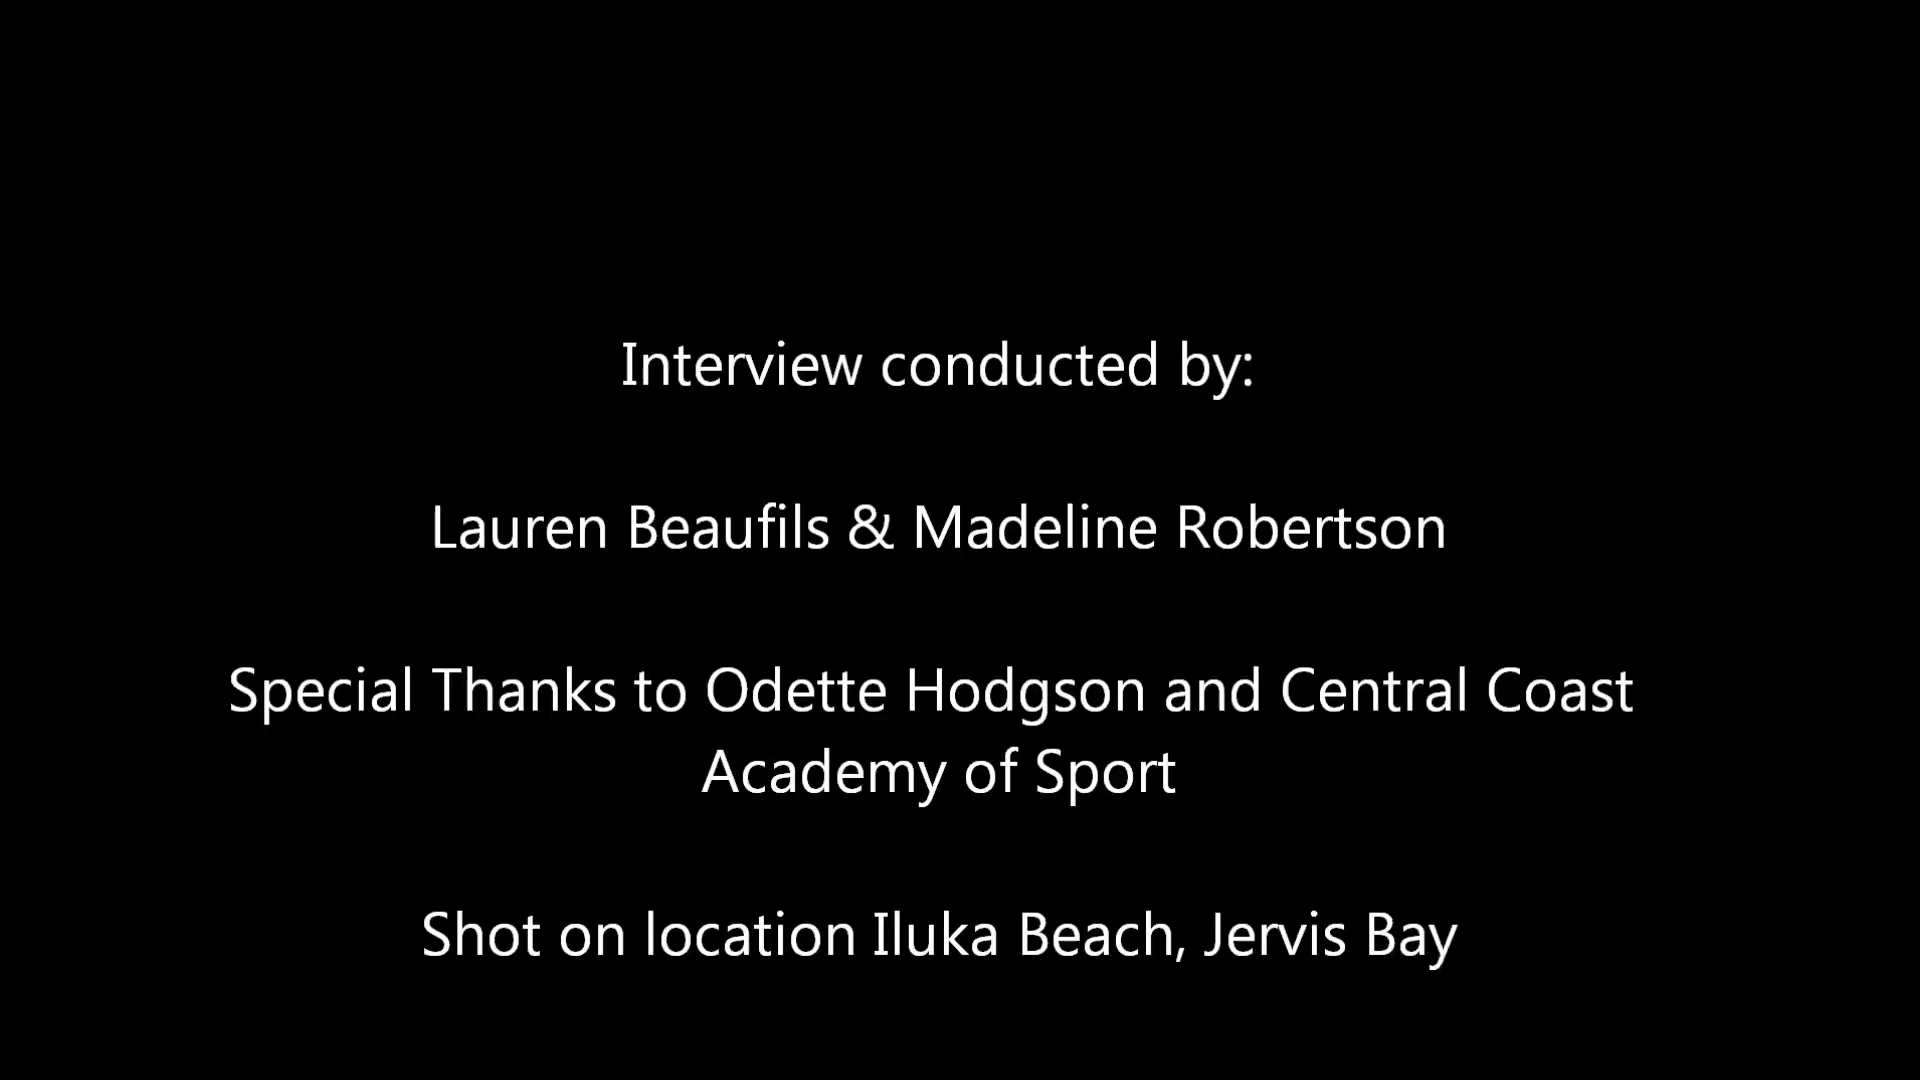 Interview conducted by:
Lauren Beaufils & Madeline Robertson
Special Thanks to Odette Hodgson and Central Coast
Academy of Sport
Shot on location Iluka Beach, Jervis Bay